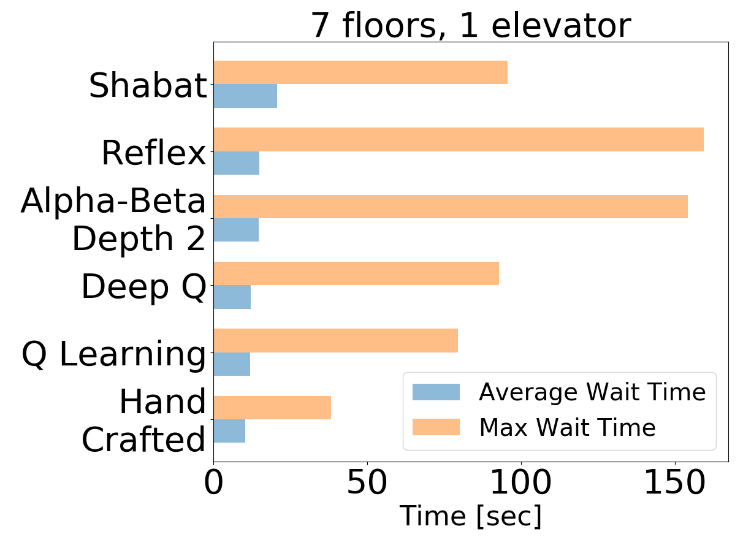 7 floors, 1 elevator
Shabat
Reflex
Alpha-Beta
Depth 2
Deep Q
Q Learning
Hand
Crafted
Average Wait Time
Max Wait Time
0 50 100 150
Time [sec]